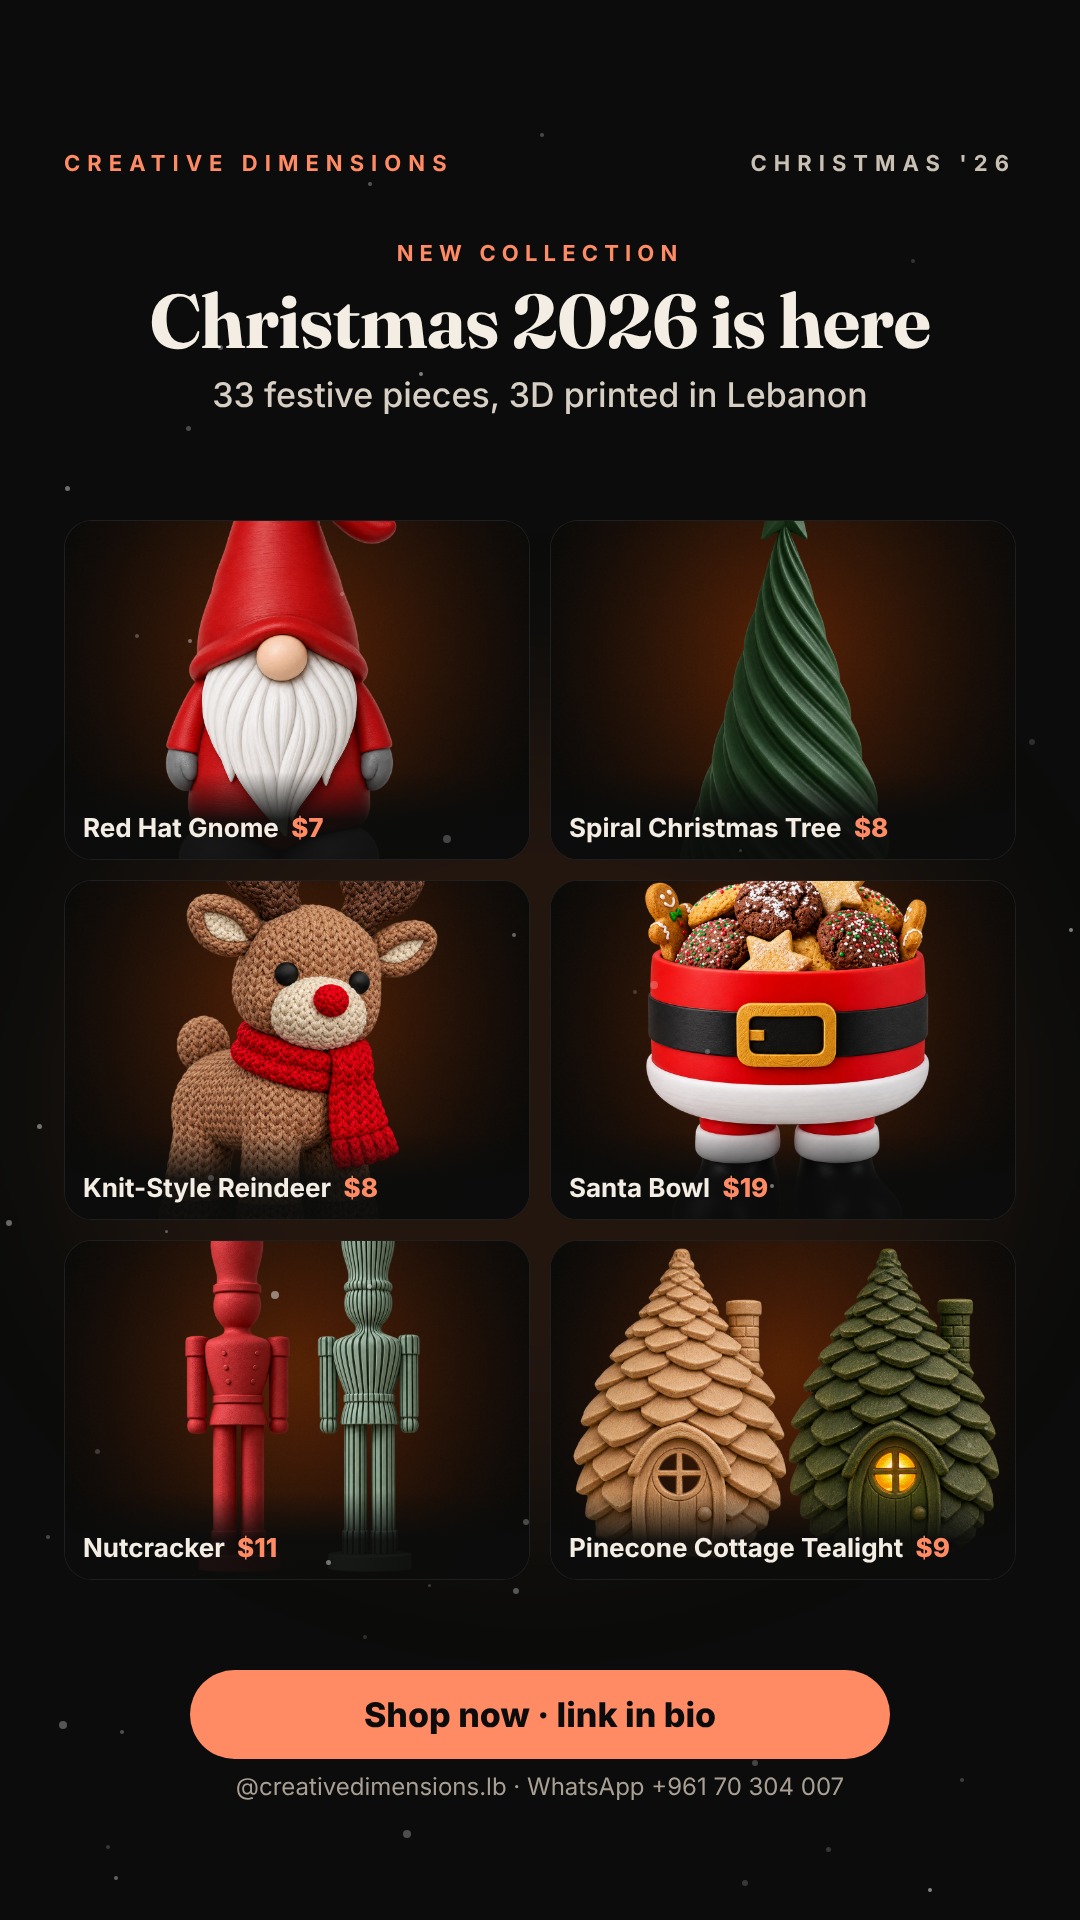 CREATIVE DIMENSIONS
CHRISTMAS '26
NEW COLLECTION
Christmas 2026 is here
33 festive pieces, 3D printed in Lebanon
Red Hat Gnome $7
Spiral Christmas Tree $8
Knit-Style Reindeer $8
Santa Bowl $19
Nutcracker $11
Pinecone Cottage Tealight $9
Shop now · link in bio
@creativedimensions.lb · WhatsApp +961 70 304 007